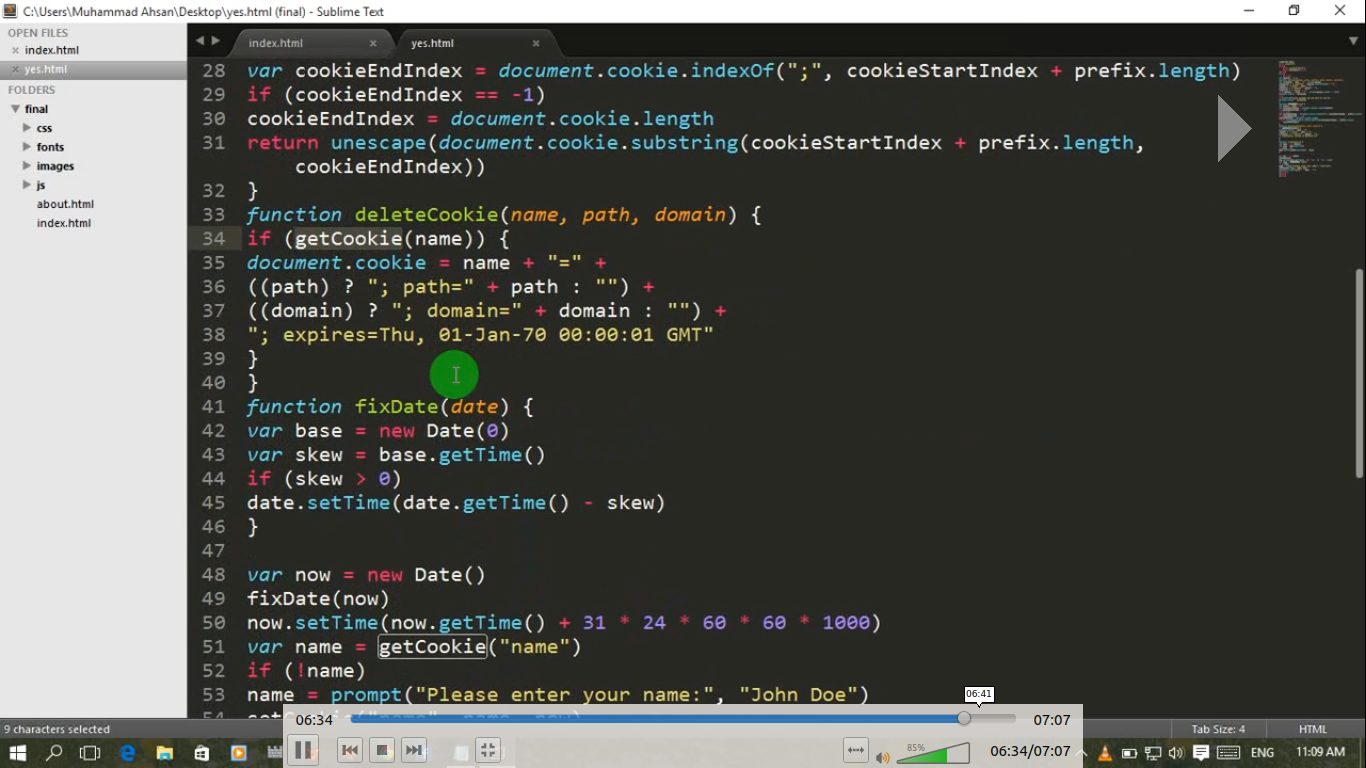 C:\Users\Muhammad Ahsan\Desktop\yes.html (final) - Sublime Text
OPEN FILES
index.html
yes.html
FOLDERS
final
css
fonts
images
js
about.html
index.html
index.html
yes.html
28 var cookieEndIndex = document.cookie.indexOf(";", cookieStartIndex + prefix.length)
29 if (cookieEndIndex == -1)
30 cookieEndIndex = document.cookie.length
31 return unescape(document.cookie.substring(cookieStartIndex + prefix.length,
cookieEndIndex))
32 }
33 function deleteCookie(name, path, domain) {
34 if (getCookie(name)) {
35 document.cookie = name + "=" +
36 ((path) ? "; path=" + path : "") +
37 ((domain) ? "; domain=" + domain : "") +
38 "; expires=Thu, 01-Jan-70 00:00:01 GMT"
39 }
40 }
41 function fixDate(date) {
42 var base = new Date(0)
43 var skew = base.getTime()
44 if (skew > 0)
45 date.setTime(date.getTime() - skew)
46 }
47
48 var now = new Date()
49 fixDate(now)
50 now.setTime(now.getTime() + 31 * 24 * 60 * 60 * 1000)
51 var name = getCookie("name")
52 if (!name)
53 name = prompt("Please enter your name:", "John Doe")
06:41
06:34
07:07
9 characters selected
Tab Size: 4
HTML
85%
06:34/07:07
ENG
11:09 AM